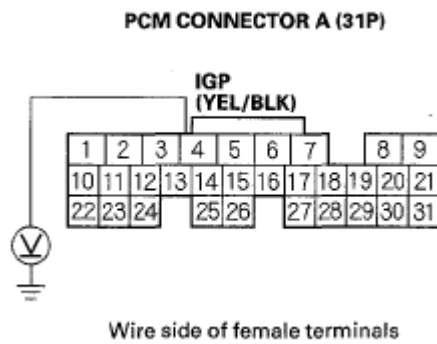 PCM CONNECTOR A (31P)
IGP
(YEL/BLK)
1 2 3 4 5 6 7 8 9
10 11 12 13 14 15 16 17 18 19 20 21
22 23 24 25 26 27 28 29 30 31
V
Wire side of female terminals